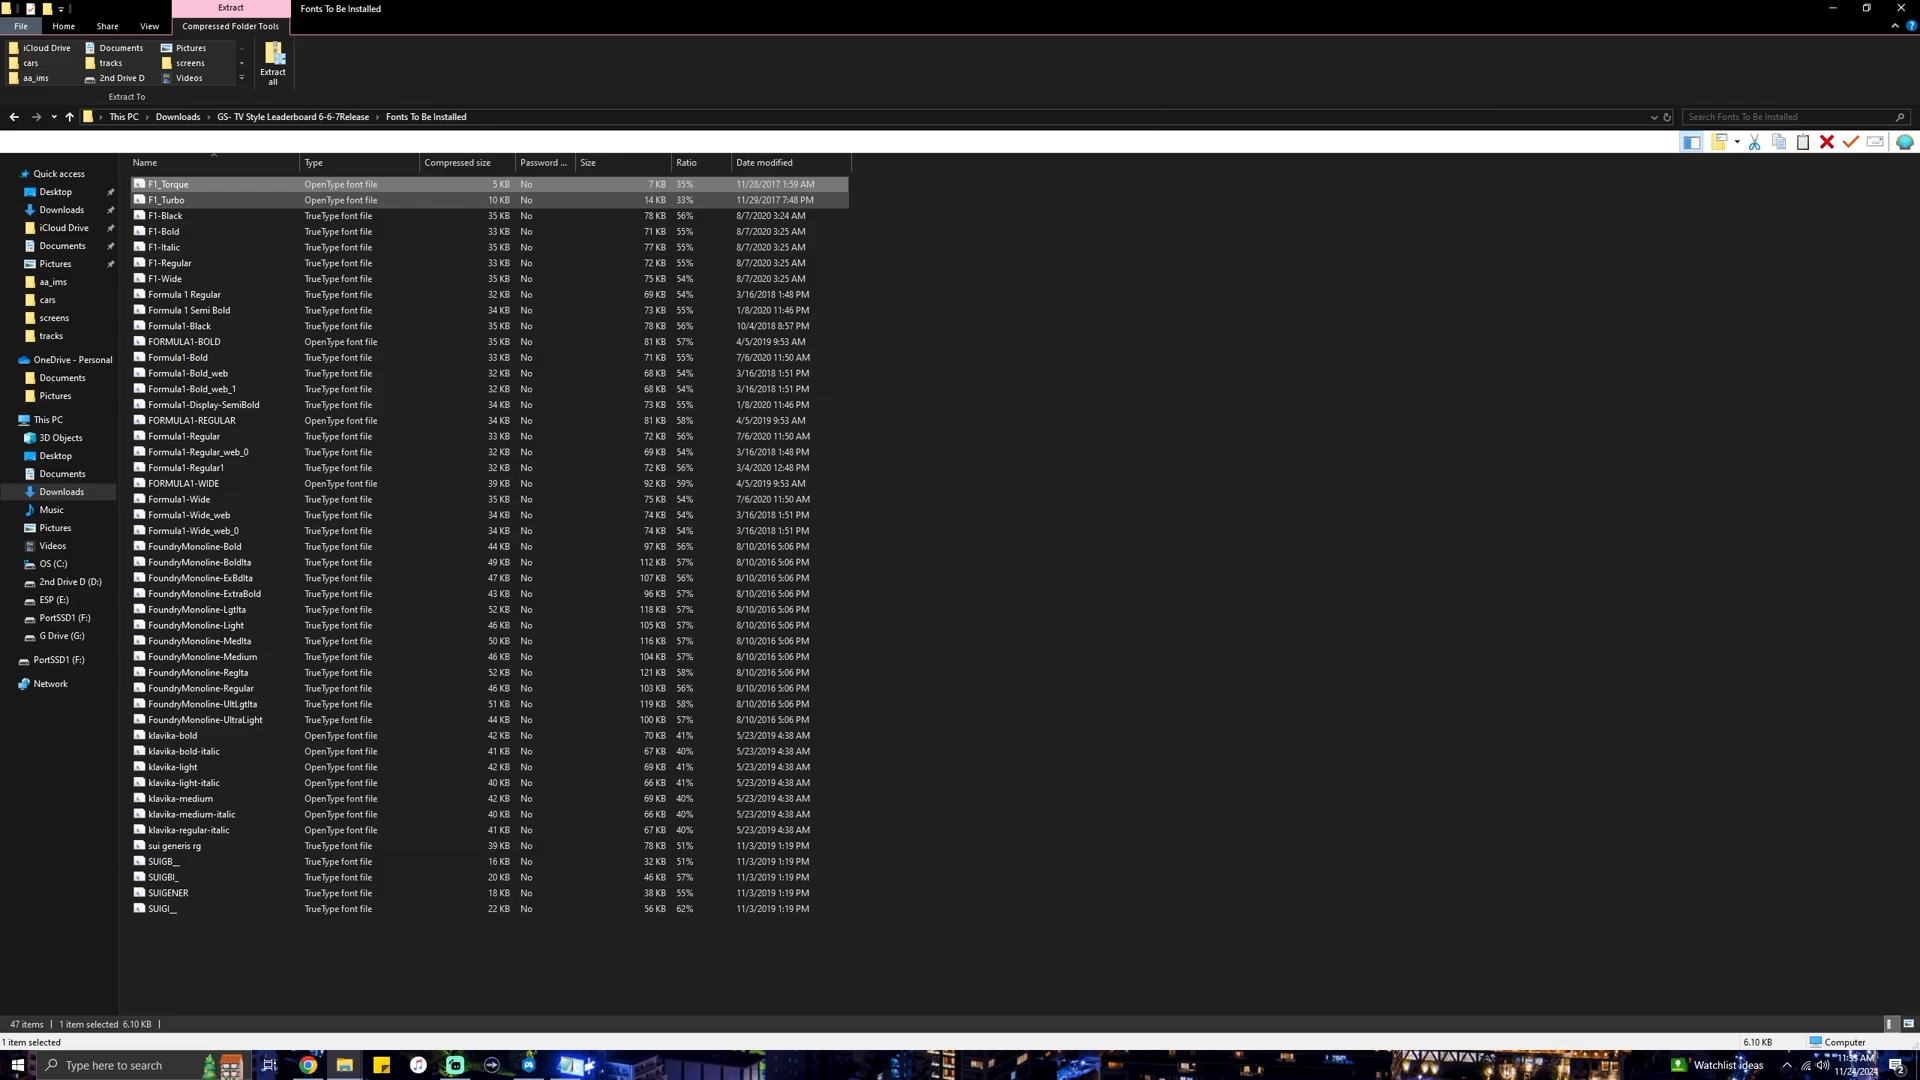 Extract
Fonts To Be Installed
File Home Share View Compressed Folder Tools
iCloud Drive Documents Pictures
cars tracks screens
aa_ims 2nd Drive D Videos
Extract all
Extract To
This PC › Downloads › GS- TV Style Leaderboard 6-6-7Release › Fonts To Be Installed
Search Fonts To Be Installed
Name Type Compressed size Password ... Size Ratio Date modified
F1_Torque OpenType font file 5 KB No 7 KB 35% 11/28/2017 1:59 AM
F1_Turbo OpenType font file 10 KB No 14 KB 33% 11/29/2017 7:48 PM
F1-Black TrueType font file 35 KB No 78 KB 56% 8/7/2020 3:24 AM
F1-Bold TrueType font file 33 KB No 71 KB 55% 8/7/2020 3:25 AM
F1-Italic TrueType font file 35 KB No 77 KB 55% 8/7/2020 3:25 AM
F1-Regular TrueType font file 33 KB No 72 KB 55% 8/7/2020 3:25 AM
F1-Wide TrueType font file 35 KB No 75 KB 54% 8/7/2020 3:25 AM
Formula 1 Regular TrueType font file 32 KB No 69 KB 54% 3/16/2018 1:48 PM
Formula 1 Semi Bold TrueType font file 34 KB No 73 KB 55% 1/8/2020 11:46 PM
Formula1-Black TrueType font file 35 KB No 78 KB 56% 10/4/2018 8:57 PM
FORMULA1-BOLD OpenType font file 35 KB No 81 KB 57% 4/5/2019 9:53 AM
Formula1-Bold TrueType font file 33 KB No 71 KB 55% 7/6/2020 11:50 AM
Formula1-Bold_web TrueType font file 32 KB No 68 KB 54% 3/16/2018 1:51 PM
Formula1-Bold_web_1 TrueType font file 32 KB No 68 KB 54% 3/16/2018 1:51 PM
Formula1-Display-SemiBold TrueType font file 34 KB No 73 KB 55% 1/8/2020 11:46 PM
FORMULA1-REGULAR OpenType font file 34 KB No 81 KB 58% 4/5/2019 9:53 AM
Formula1-Regular TrueType font file 33 KB No 72 KB 56% 7/6/2020 11:50 AM
Formula1-Regular_web_0 TrueType font file 32 KB No 69 KB 54% 3/16/2018 1:48 PM
Formula1-Regular1 TrueType font file 32 KB No 72 KB 56% 3/4/2020 12:48 PM
FORMULA1-WIDE OpenType font file 39 KB No 92 KB 59% 4/5/2019 9:53 AM
Formula1-Wide TrueType font file 35 KB No 75 KB 54% 7/6/2020 11:50 AM
Formula1-Wide_web TrueType font file 34 KB No 74 KB 54% 3/16/2018 1:51 PM
Formula1-Wide_web_0 TrueType font file 34 KB No 74 KB 54% 3/16/2018 1:51 PM
FoundryMonoline-Bold TrueType font file 44 KB No 97 KB 56% 8/10/2016 5:06 PM
FoundryMonoline-BoldIta TrueType font file 49 KB No 112 KB 57% 8/10/2016 5:06 PM
FoundryMonoline-ExBdIta TrueType font file 47 KB No 107 KB 56% 8/10/2016 5:06 PM
FoundryMonoline-ExtraBold TrueType font file 43 KB No 96 KB 57% 8/10/2016 5:06 PM
FoundryMonoline-LgtIta TrueType font file 52 KB No 118 KB 57% 8/10/2016 5:06 PM
FoundryMonoline-Light TrueType font file 46 KB No 105 KB 57% 8/10/2016 5:06 PM
FoundryMonoline-MedIta TrueType font file 50 KB No 116 KB 57% 8/10/2016 5:06 PM
FoundryMonoline-Medium TrueType font file 46 KB No 104 KB 57% 8/10/2016 5:06 PM
FoundryMonoline-RegIta TrueType font file 52 KB No 121 KB 58% 8/10/2016 5:06 PM
FoundryMonoline-Regular TrueType font file 46 KB No 103 KB 56% 8/10/2016 5:06 PM
FoundryMonoline-UltLgtIta TrueType font file 51 KB No 119 KB 58% 8/10/2016 5:06 PM
FoundryMonoline-UltraLight TrueType font file 44 KB No 100 KB 57% 8/10/2016 5:06 PM
klavika-bold OpenType font file 42 KB No 70 KB 41% 5/23/2019 4:38 AM
klavika-bold-italic OpenType font file 41 KB No 67 KB 40% 5/23/2019 4:38 AM
klavika-light OpenType font file 42 KB No 69 KB 41% 5/23/2019 4:38 AM
klavika-light-italic OpenType font file 40 KB No 66 KB 41% 5/23/2019 4:38 AM
klavika-medium OpenType font file 42 KB No 69 KB 40% 5/23/2019 4:38 AM
klavika-medium-italic OpenType font file 40 KB No 66 KB 40% 5/23/2019 4:38 AM
klavika-regular-italic OpenType font file 41 KB No 67 KB 40% 5/23/2019 4:38 AM
sui generis rg TrueType font file 39 KB No 78 KB 51% 11/3/2019 1:19 PM
SUIGB__ TrueType font file 16 KB No 32 KB 51% 11/3/2019 1:19 PM
SUIGBI_ TrueType font file 20 KB No 46 KB 57% 11/3/2019 1:19 PM
SUIGENER TrueType font file 18 KB No 38 KB 55% 11/3/2019 1:19 PM
SUIGI__ TrueType font file 22 KB No 56 KB 62% 11/3/2019 1:19 PM
Quick access
Desktop
Downloads
iCloud Drive
Documents
Pictures
aa_ims
cars
screens
tracks
OneDrive - Personal
Documents
Pictures
This PC
3D Objects
Desktop
Documents
Downloads
Music
Pictures
Videos
OS (C:)
2nd Drive D (D:)
ESP (E:)
PortSSD1 (F:)
G Drive (G:)
PortSSD1 (F:)
Network
47 items 1 item selected 6.10 KB
1 item selected 6.10 KB Computer
Type here to search
Watchlist ideas
11:35 AM
11/24/2024
2